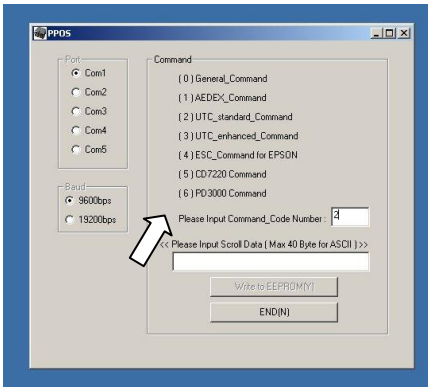 PPOS
Port
Com1
Com2
Com3
Com4
Com5
Baud
9600bps
19200bps
Command
( 0 ) General_Command
( 1 ) AEDEX_Command
( 2 ) UTC_standard_Command
( 3 ) UTC_enhanced_Command
( 4 ) ESC_Command for EPSON
( 5 ) CD7220 Command
( 6 ) PD3000 Command
Please Input Command_Code Number : 2
<< Please Input Scroll Data ( Max 40 Byte for ASCII ) >>
Write to EEPROM(Y)
END(N)